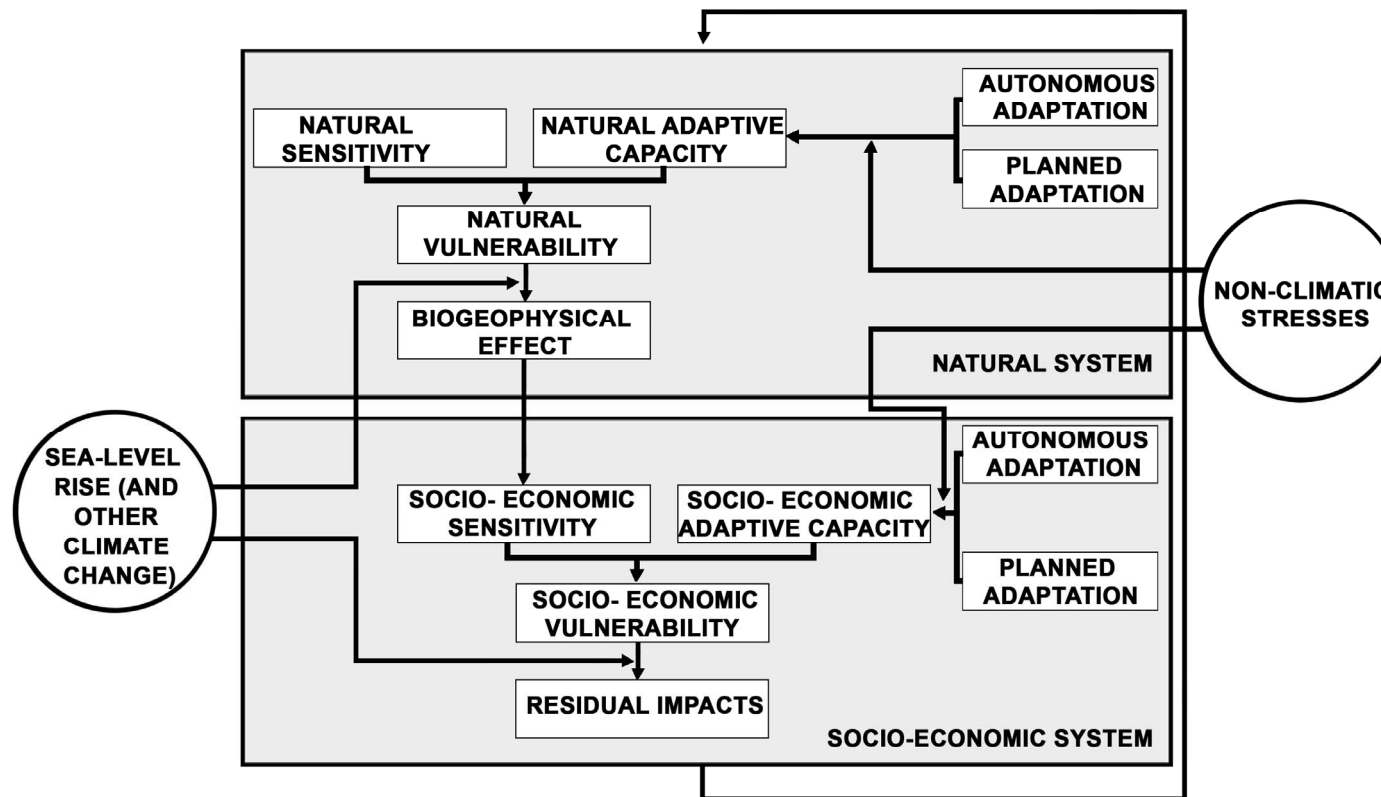 AUTONOMOUS
ADAPTATION
NATURAL
SENSITIVITY
NATURAL ADAPTIVE
CAPACITY
PLANNED
ADAPTATION
NATURAL
VULNERABILITY
BIOGEOPHYSICAL
EFFECT
NATURAL SYSTEM
NON-CLIMATIC
STRESSES
SEA-LEVEL
RISE (AND
OTHER
CLIMATE
CHANGE)
AUTONOMOUS
ADAPTATION
SOCIO- ECONOMIC
SENSITIVITY
SOCIO- ECONOMIC
ADAPTIVE CAPACITY
PLANNED
ADAPTATION
SOCIO- ECONOMIC
VULNERABILITY
RESIDUAL IMPACTS
SOCIO-ECONOMIC SYSTEM